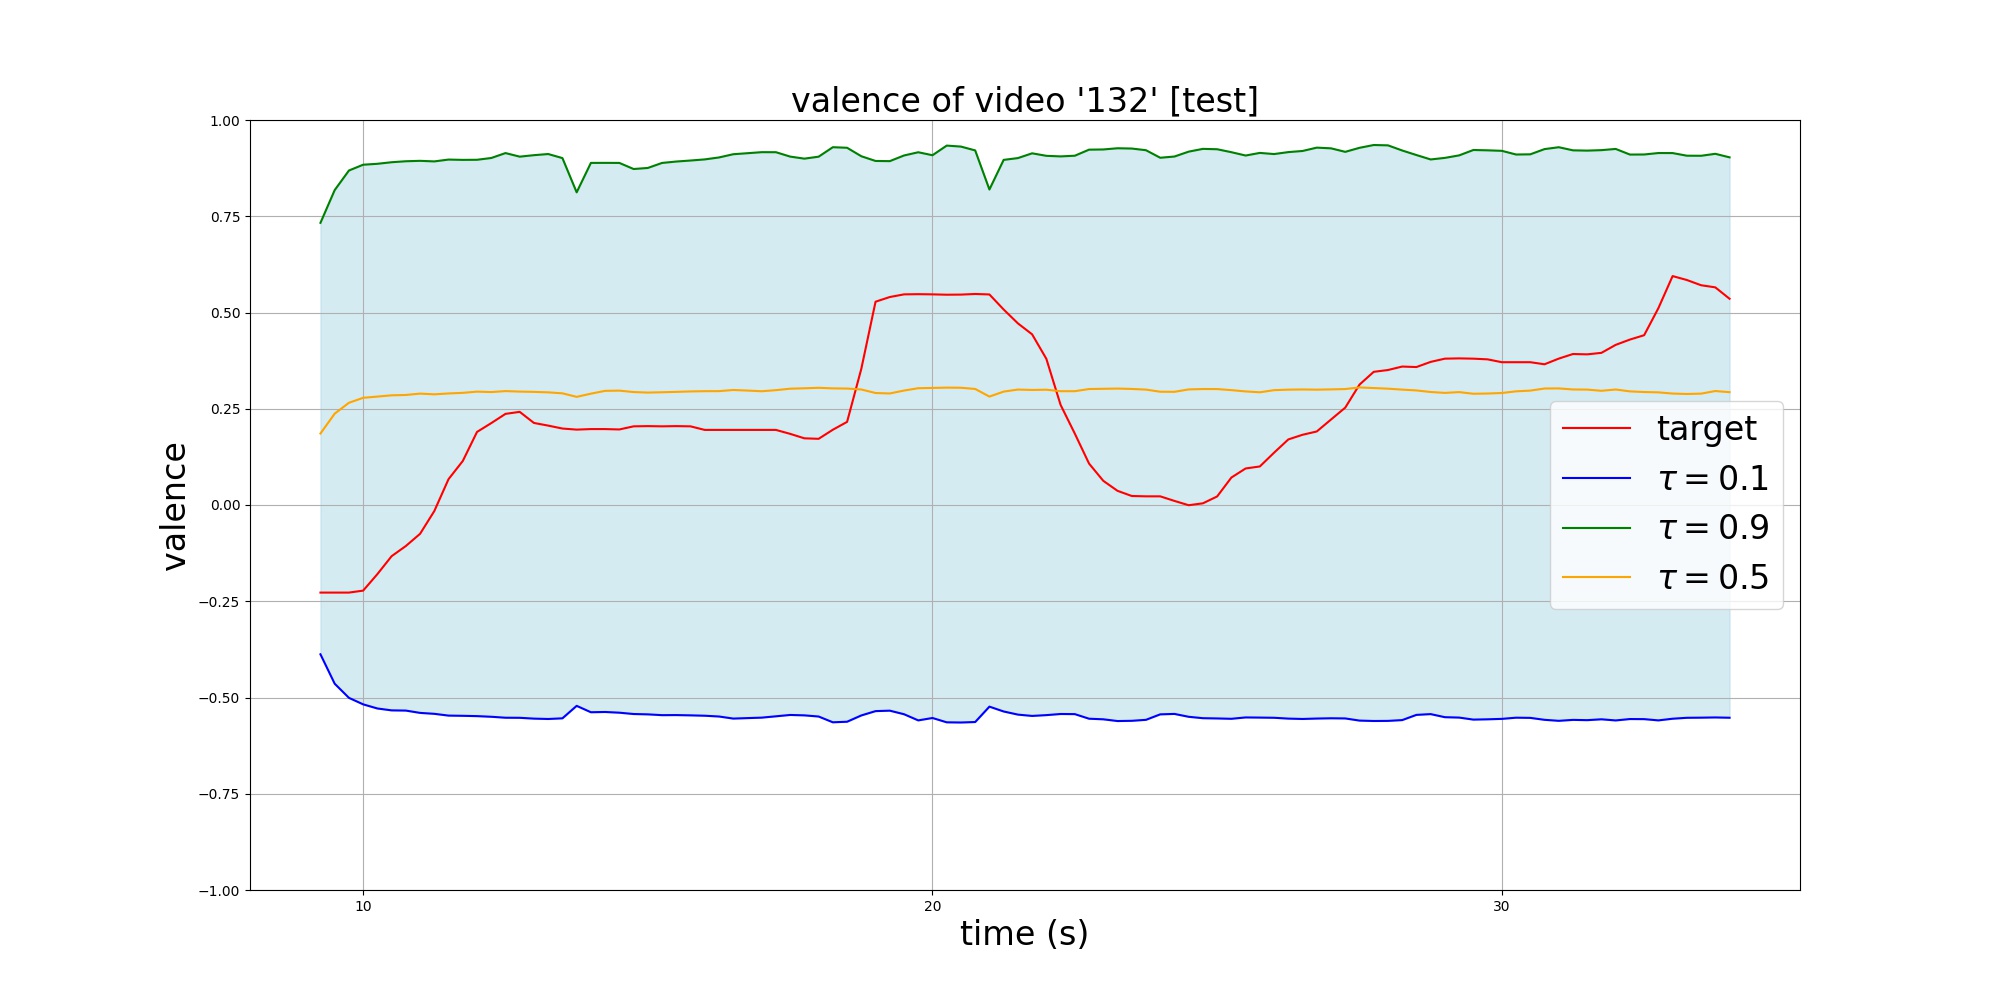 valence of video '132' [test]
1.00
0.75
0.50
0.25
0.00
−0.25
−0.50
−0.75
−1.00
valence
10
20
30
time (s)
target
τ = 0.1
τ = 0.9
τ = 0.5